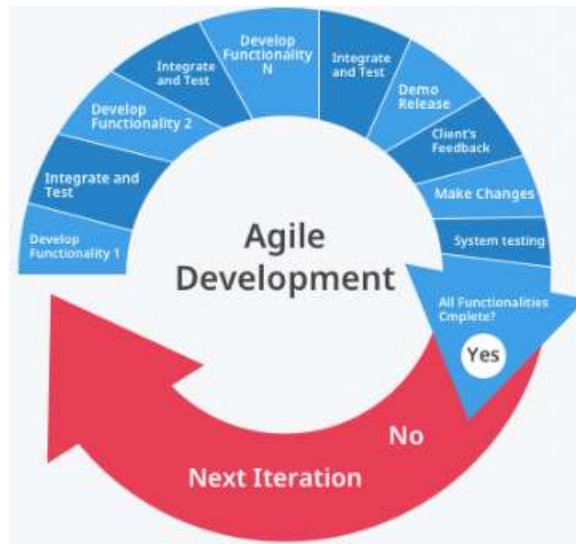 Develop
Functionality 1
Integrate and
Test
Develop
Functionality 2
Integrate
and Test
Develop
Functionality
N
Integrate
and Test
Demo
Release
Client's
Feedback
Make Changes
System testing
All Functionalities
Cmplete?
Yes
No
Next Iteration
Agile
Development